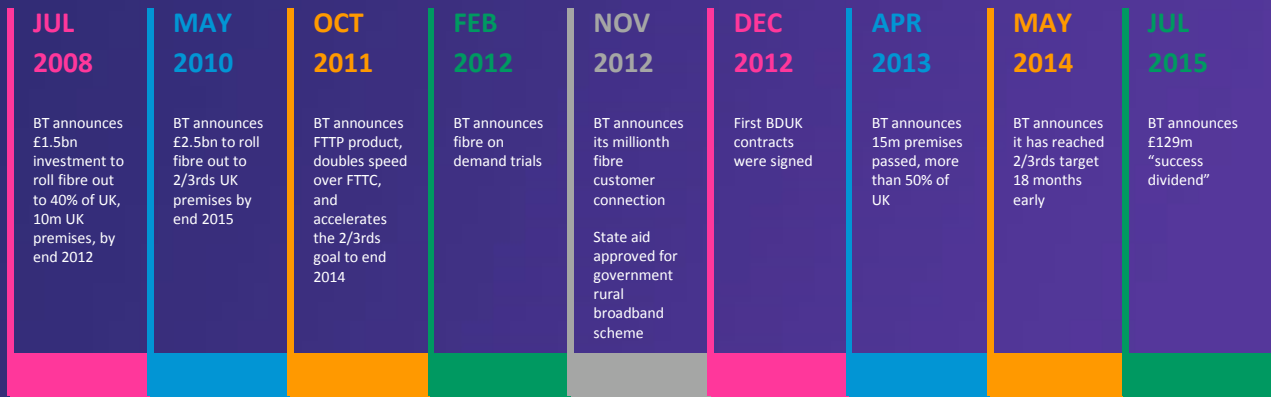 JUL
2008
BT announces
£1.5bn
investment to
roll fibre out
to 40% of UK,
10m UK
premises, by
end 2012
MAY
2010
BT announces
£2.5bn to roll
fibre out to
2/3rds UK
premises by
end 2015
OCT
2011
BT announces
FTTP product,
doubles speed
over FTTC,
and
accelerates
the 2/3rds
goal to end
2014
FEB
2012
BT announces
fibre on
demand trials
NOV
2012
BT announces
its millionth
fibre
customer
connection
State aid
approved for
government
rural
broadband
scheme
DEC
2012
First BDUK
contracts
were signed
APR
2013
BT announces
15m premises
passed, more
than 50% of
UK
MAY
2014
BT announces
it has reached
2/3rds target
18 months
early
JUL
2015
BT announces
£129m
“success
dividend”